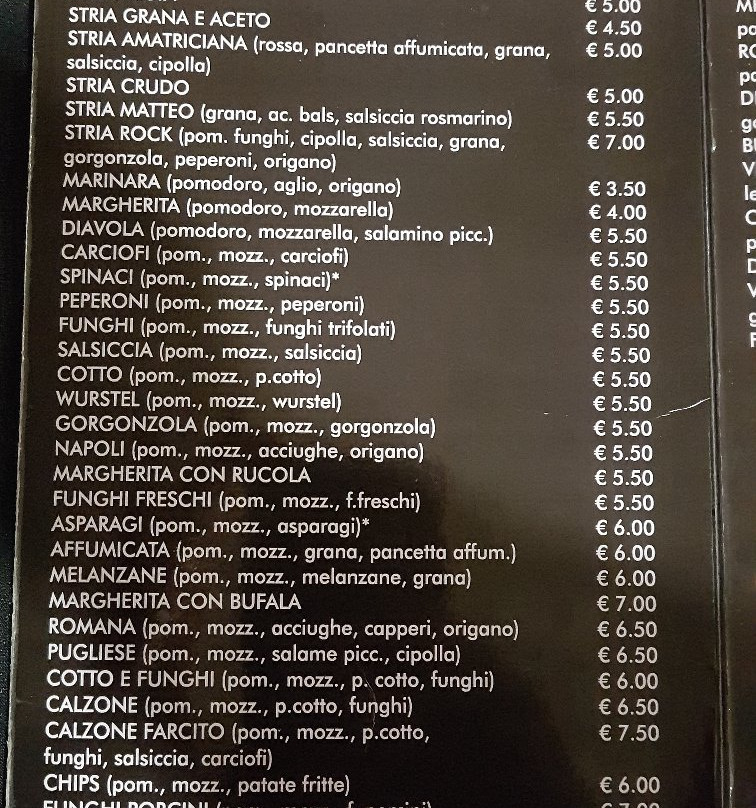 € 5.00
STRIA GRANA E ACETO € 4.50
STRIA AMATRICIANA (rossa, pancetta affumicata, grana, € 5.00
salsiccia, cipolla)
STRIA CRUDO € 5.00
STRIA MATTEO (grana, ac. bals, salsiccia rosmarino) € 5.50
STRIA ROCK (pom. funghi, cipolla, salsiccia, grana, € 7.00
gorgonzola, peperoni, origano)
MARINARA (pomodoro, aglio, origano) € 3.50
MARGHERITA (pomodoro, mozzarella) € 4.00
DIAVOLA (pomodoro, mozzarella, salamino picc.) € 5.50
CARCIOFI (pom., mozz., carciofi) € 5.50
SPINACI (pom., mozz., spinaci)* € 5.50
PEPERONI (pom., mozz., peperoni) € 5.50
FUNGHI (pom., mozz., funghi trifolati) € 5.50
SALSICCIA (pom., mozz., salsiccia) € 5.50
COTTO (pom., mozz., p.cotto) € 5.50
WURSTEL (pom., mozz., wurstel) € 5.50
GORGONZOLA (pom., mozz., gorgonzola) € 5.50
NAPOLI (pom., mozz., acciughe, origano) € 5.50
MARGHERITA CON RUCOLA € 5.50
FUNGHI FRESCHI (pom., mozz., f.freschi) € 5.50
ASPARAGI (pom., mozz., asparagi)* € 6.00
AFFUMICATA (pom., mozz., grana, pancetta affum.) € 6.00
MELANZANE (pom., mozz., melanzane, grana) € 6.00
MARGHERITA CON BUFALA € 7.00
ROMANA (pom., mozz., acciughe, capperi, origano) € 6.50
PUGLIESE (pom., mozz., salame picc., cipolla) € 6.50
COTTO E FUNGHI (pom., mozz., p. cotto, funghi) € 6.00
CALZONE (pom., mozz., p.cotto, funghi) € 6.50
CALZONE FARCITO (pom., mozz., p.cotto, € 7.50
funghi, salsiccia, carciofi)
CHIPS (pom., mozz., patate fritte) € 6.00
FUNGHI PORCINI